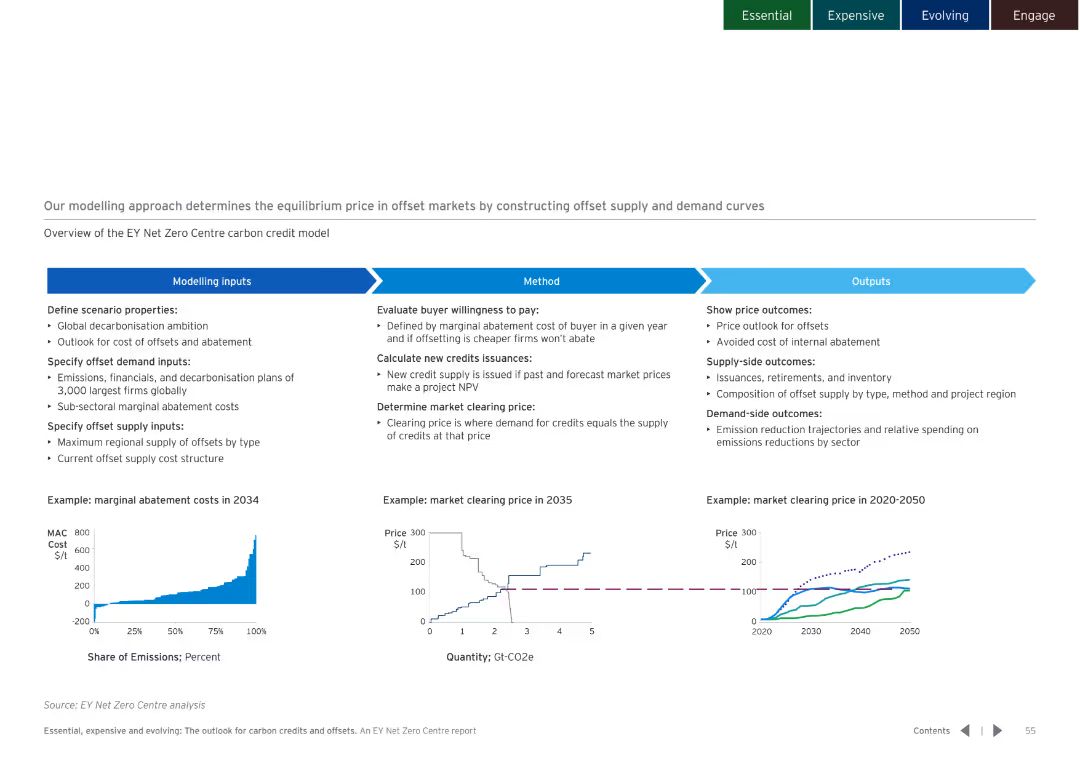 Essential
Expensive
Evolving
Engage
Our modelling approach determines the equilibrium price in offset markets by constructing offset supply and demand curves
Overview of the EY Net Zero Centre carbon credit model
Modelling inputs
Define scenario properties:
‣ Global decarbonisation ambition
‣ Outlook for cost of offsets and abatement
Specify offset demand inputs:
‣ Emissions, financials, and decarbonisation plans of
3,000 largest firms globally
‣ Sub-sectoral marginal abatement costs
Specify offset supply inputs:
‣ Maximum regional supply of offsets by type
‣ Current offset supply cost structure
Method
Evaluate buyer willingness to pay:
‣ Defined by marginal abatement cost of buyer in a given year
and if offsetting is cheaper firms won't abate
Calculate new credits issuances:
‣ New credit supply is issued if past and forecast market prices
make a project NPV
Determine market clearing price:
‣ Clearing price is where demand for credits equals the supply
of credits at that price
Outputs
Show price outcomes:
‣ Price outlook for offsets
‣ Avoided cost of internal abatement
Supply-side outcomes:
‣ Issuances, retirements, and inventory
‣ Composition of offset supply by type, method and project region
Demand-side outcomes:
‣ Emission reduction trajectories and relative spending on
emissions reductions by sector
Example: marginal abatement costs in 2034
MAC
Cost
$/t
800
600
400
200
0
-200
0% 25% 50% 75% 100%
Share of Emissions; Percent
Example: market clearing price in 2035
Price
$/t
300
200
100
0
0 1 2 3 4 5
Quantity; Gt-CO2e
Example: market clearing price in 2020-2050
Price
$/t
300
200
100
0
2020 2030 2040 2050
Source: EY Net Zero Centre analysis
Essential, expensive and evolving: The outlook for carbon credits and offsets. An EY Net Zero Centre report
Contents | 55